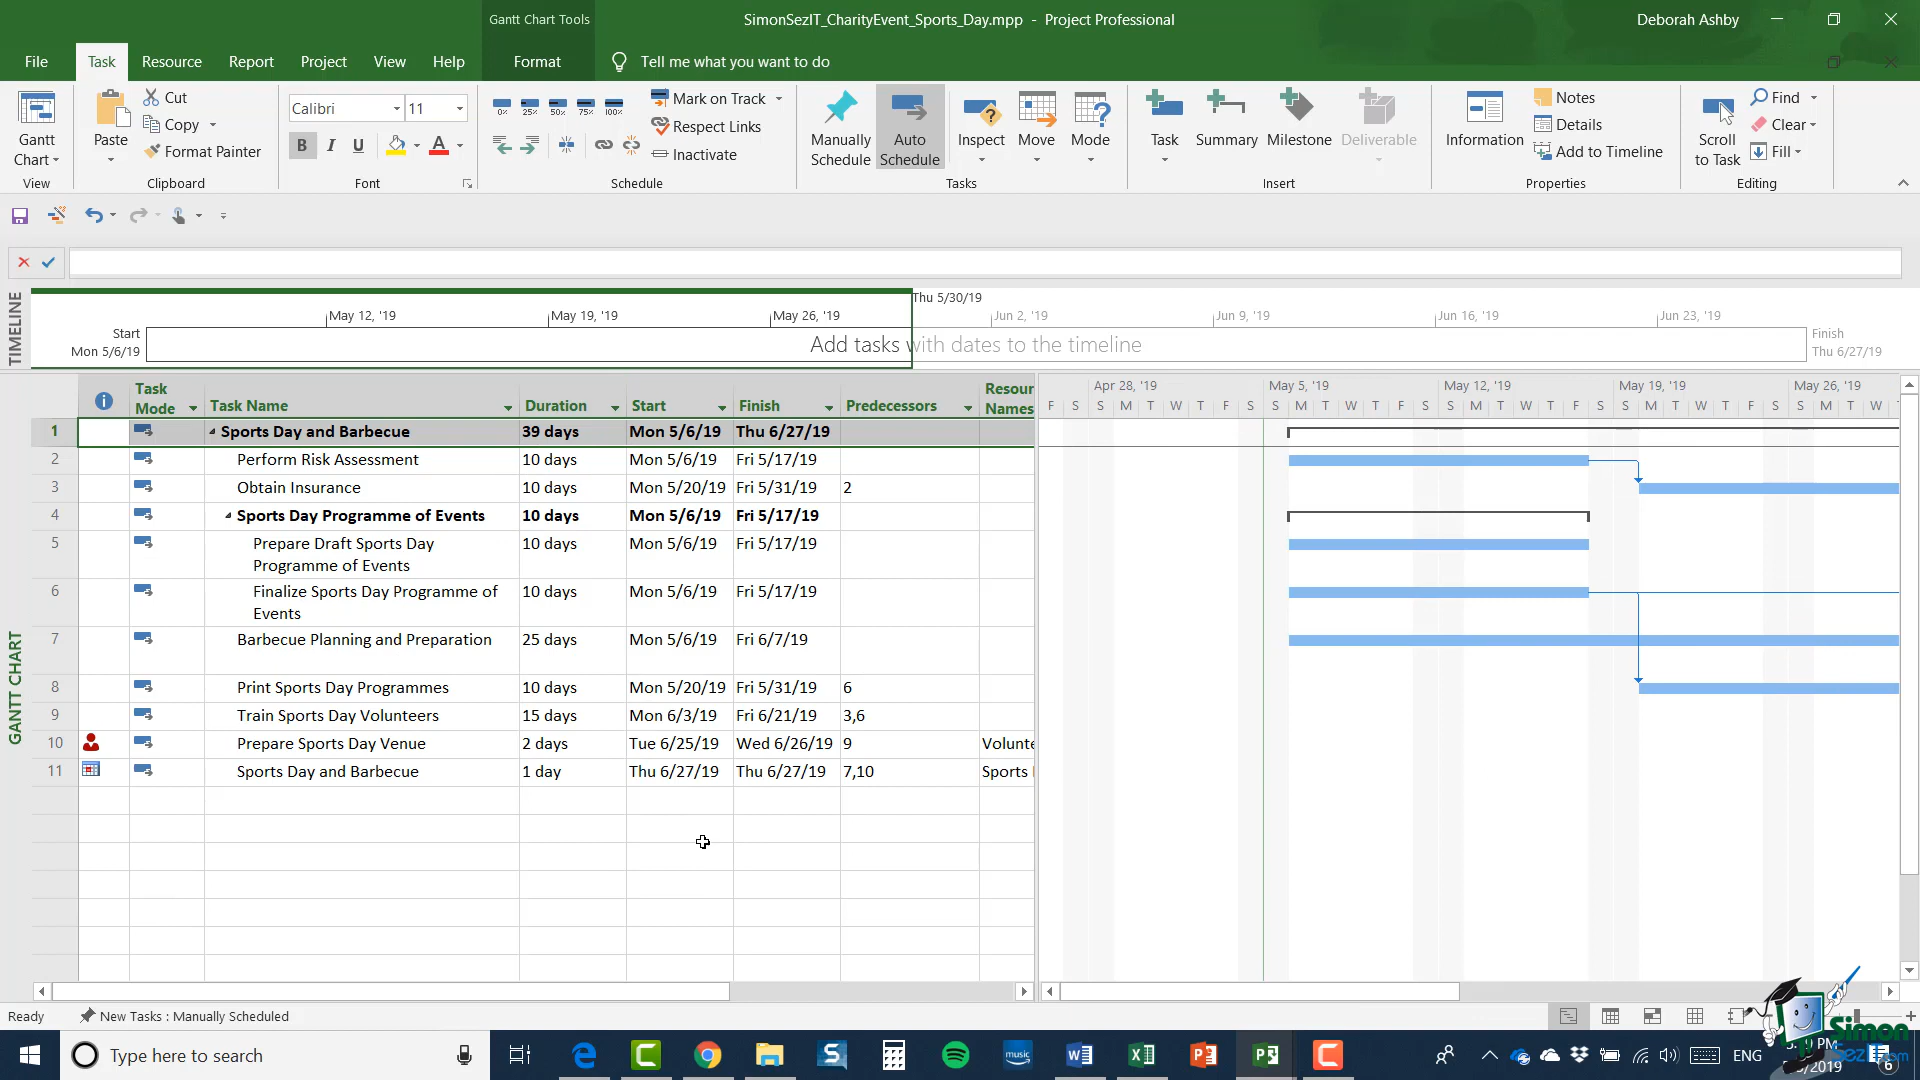 Gantt Chart Tools
SimonSezIT_CharityEvent_Sports_Day.mpp - Project Professional
Deborah Ashby
File Task Resource Report Project View Help Format Tell me what you want to do
Gantt Chart
View
Paste
Cut
Copy
Format Painter
Clipboard
Calibri 11
B I U A
Font
0% 25% 50% 75% 100%
Mark on Track
Respect Links
Inactivate
Schedule
Manually Schedule
Auto Schedule
Inspect
Move
Mode
Tasks
Task
Summary
Milestone
Deliverable
Insert
Information
Notes
Details
Add to Timeline
Properties
Scroll to Task
Find
Clear
Fill
Editing
TIMELINE
Thu 5/30/19
May 12, '19 May 19, '19 May 26, '19 Jun 2, '19 Jun 9, '19 Jun 16, '19 Jun 23, '19
Start
Mon 5/6/19
Add tasks with dates to the timeline
Finish
Thu 6/27/19
GANTT CHART
Task Mode Task Name Duration Start Finish Predecessors Resour Names
1 Sports Day and Barbecue 39 days Mon 5/6/19 Thu 6/27/19
2 Perform Risk Assessment 10 days Mon 5/6/19 Fri 5/17/19
3 Obtain Insurance 10 days Mon 5/20/19 Fri 5/31/19 2
4 Sports Day Programme of Events 10 days Mon 5/6/19 Fri 5/17/19
5 Prepare Draft Sports Day 10 days Mon 5/6/19 Fri 5/17/19
Programme of Events
6 Finalize Sports Day Programme of 10 days Mon 5/6/19 Fri 5/17/19
Events
7 Barbecue Planning and Preparation 25 days Mon 5/6/19 Fri 6/7/19
8 Print Sports Day Programmes 10 days Mon 5/20/19 Fri 5/31/19 6
9 Train Sports Day Volunteers 15 days Mon 6/3/19 Fri 6/21/19 3,6
10 Prepare Sports Day Venue 2 days Tue 6/25/19 Wed 6/26/19 9 Volunte
11 Sports Day and Barbecue 1 day Thu 6/27/19 Thu 6/27/19 7,10 Sports
Apr 28, '19 May 5, '19 May 12, '19 May 19, '19 May 26, '19
F S S M T W T F S S M T W T F S S M T W T F S S M T W T F S S M T W
Ready New Tasks : Manually Scheduled
Simon
SezIT.com
Type here to search
music
ENG
6